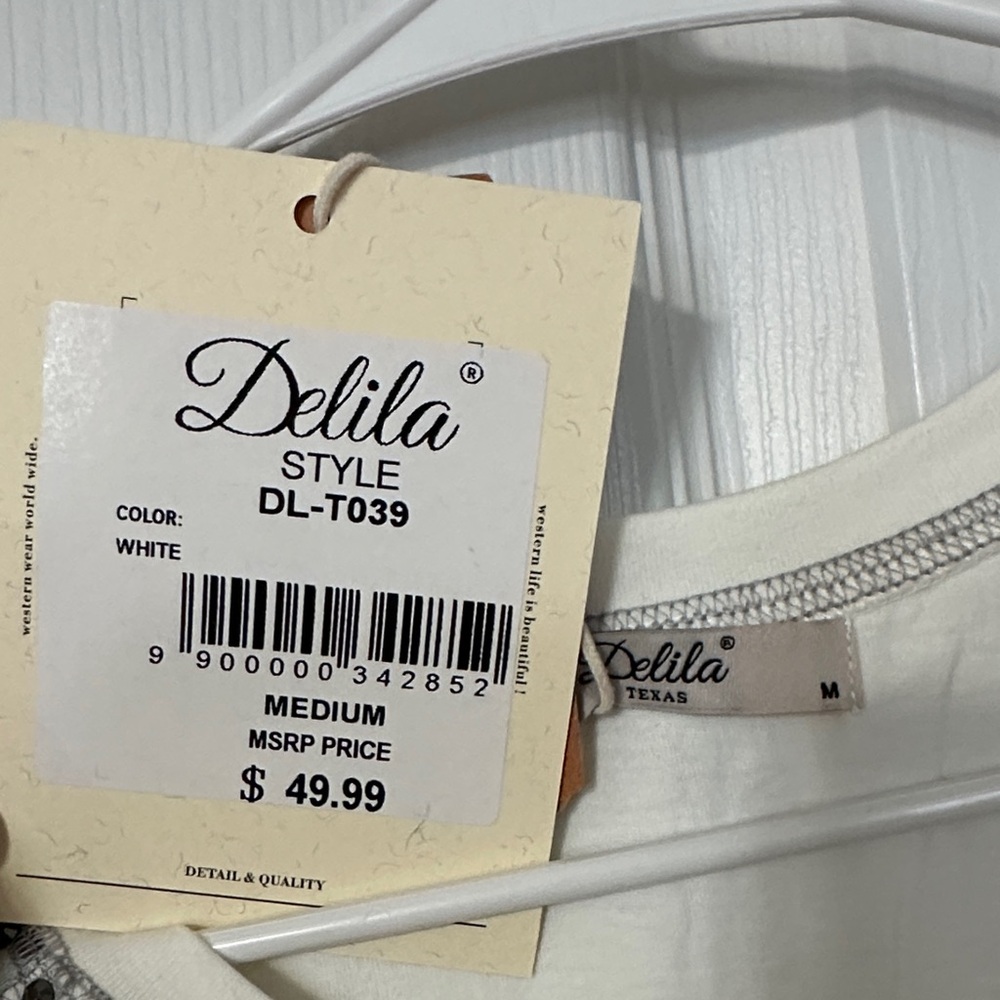 Delila®
STYLE
DL-T039
COLOR:
WHITE
9 900000 342852
MEDIUM
MSRP PRICE
$ 49.99
western wear world wide.
western life is beautiful!
DETAIL & QUALITY
Delila®
TEXAS
M